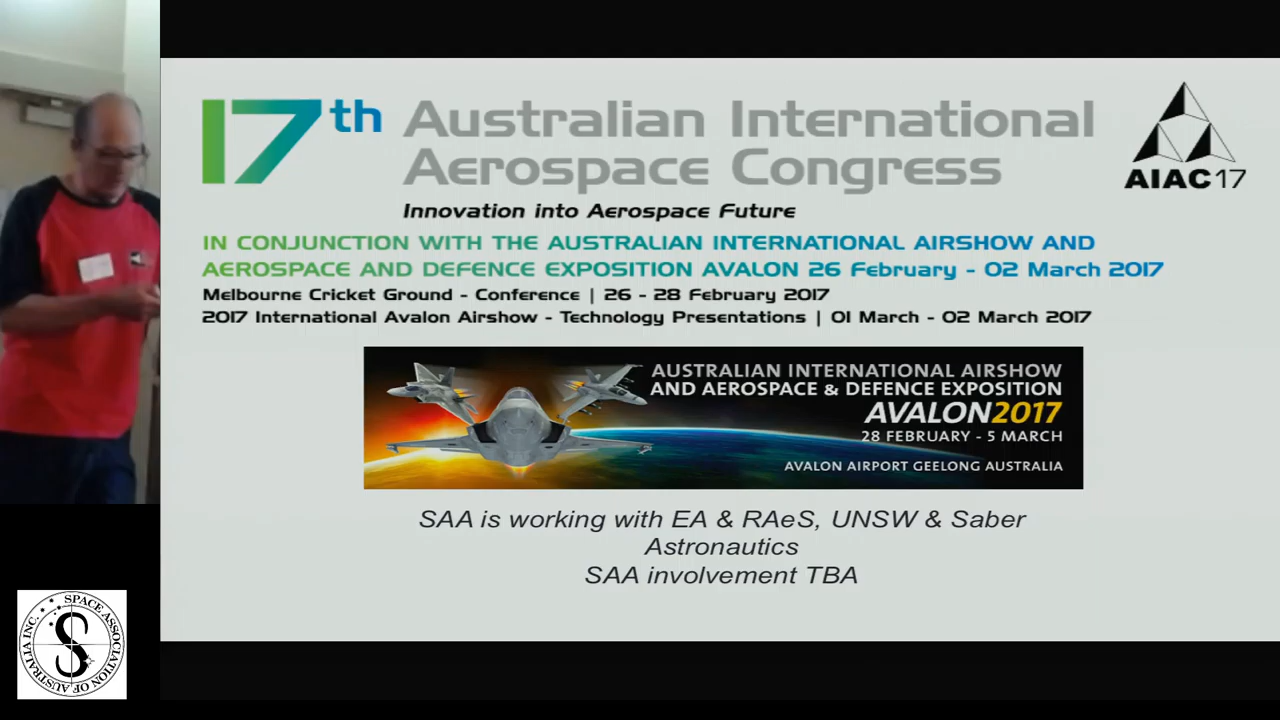 17th Australian International
Aerospace Congress
Innovation into Aerospace Future
AIAC17
IN CONJUNCTION WITH THE AUSTRALIAN INTERNATIONAL AIRSHOW AND
AEROSPACE AND DEFENCE EXPOSITION AVALON 26 February - 02 March 2017
Melbourne Cricket Ground - Conference | 26 - 28 February 2017
2017 International Avalon Airshow - Technology Presentations | 01 March - 02 March 2017
AUSTRALIAN INTERNATIONAL AIRSHOW
AND AEROSPACE & DEFENCE EXPOSITION
AVALON2017
28 FEBRUARY - 5 MARCH
AVALON AIRPORT GEELONG AUSTRALIA
SAA is working with EA & RAeS, UNSW & Saber
Astronautics
SAA involvement TBA
SPACE ASSOCIATION OF AUSTRALIA INC.
S